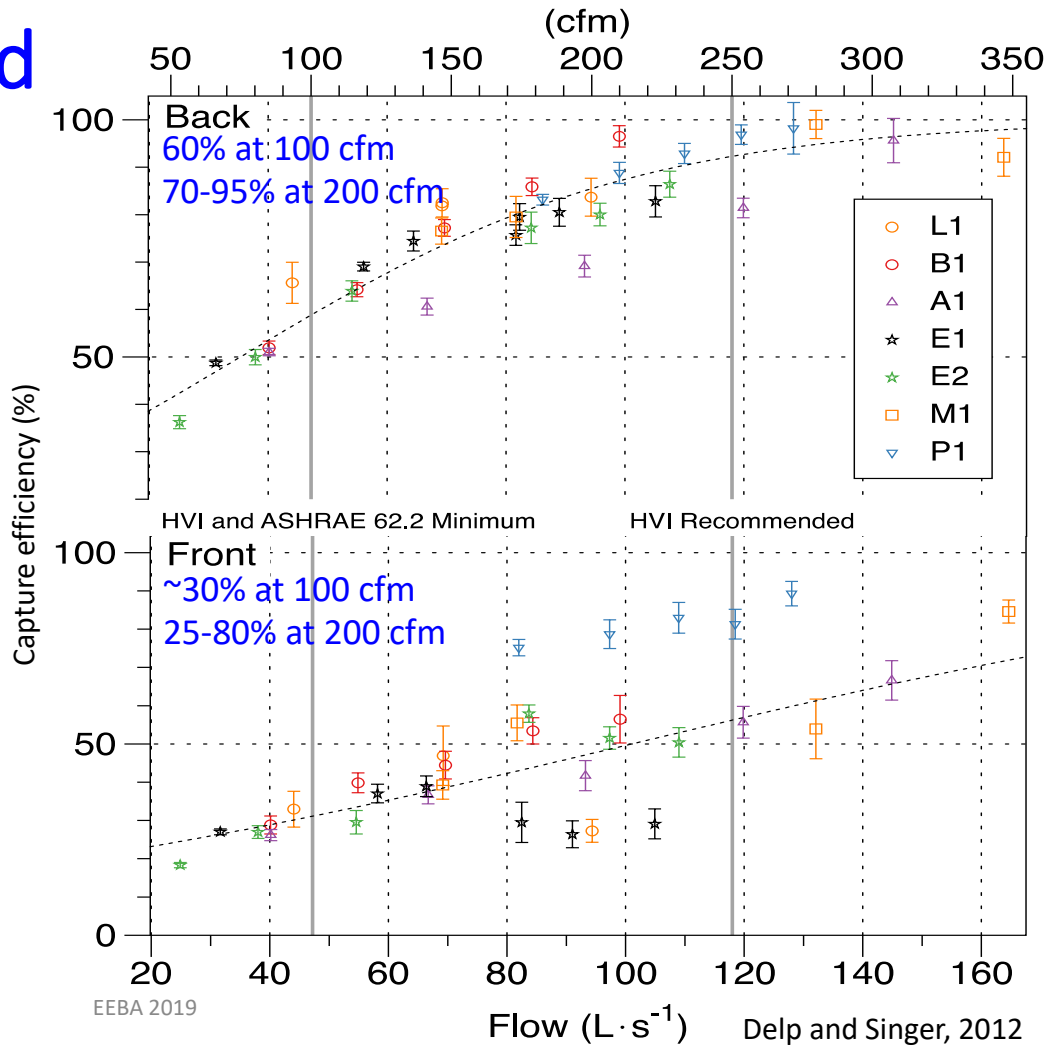 d
(cfm)
50 100 150 200 250 300 350
100
50
Back
60% at 100 cfm
70-95% at 200 cfm
L1
B1
A1
E1
E2
M1
P1
Capture efficiency (%)
HVI and ASHRAE 62.2 Minimum HVI Recommended
100
50
0
Front
~30% at 100 cfm
25-80% at 200 cfm
20 40 60 80 100 120 140 160
EEBA 2019
Flow (L·s⁻¹) Delp and Singer, 2012